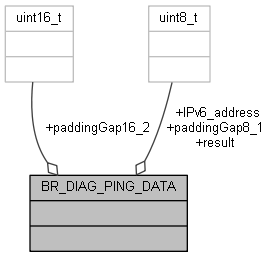 uint16_t
uint8_t
+paddingGap16_2
+IPv6_address
+paddingGap8_1
+result
BR_DIAG_PING_DATA